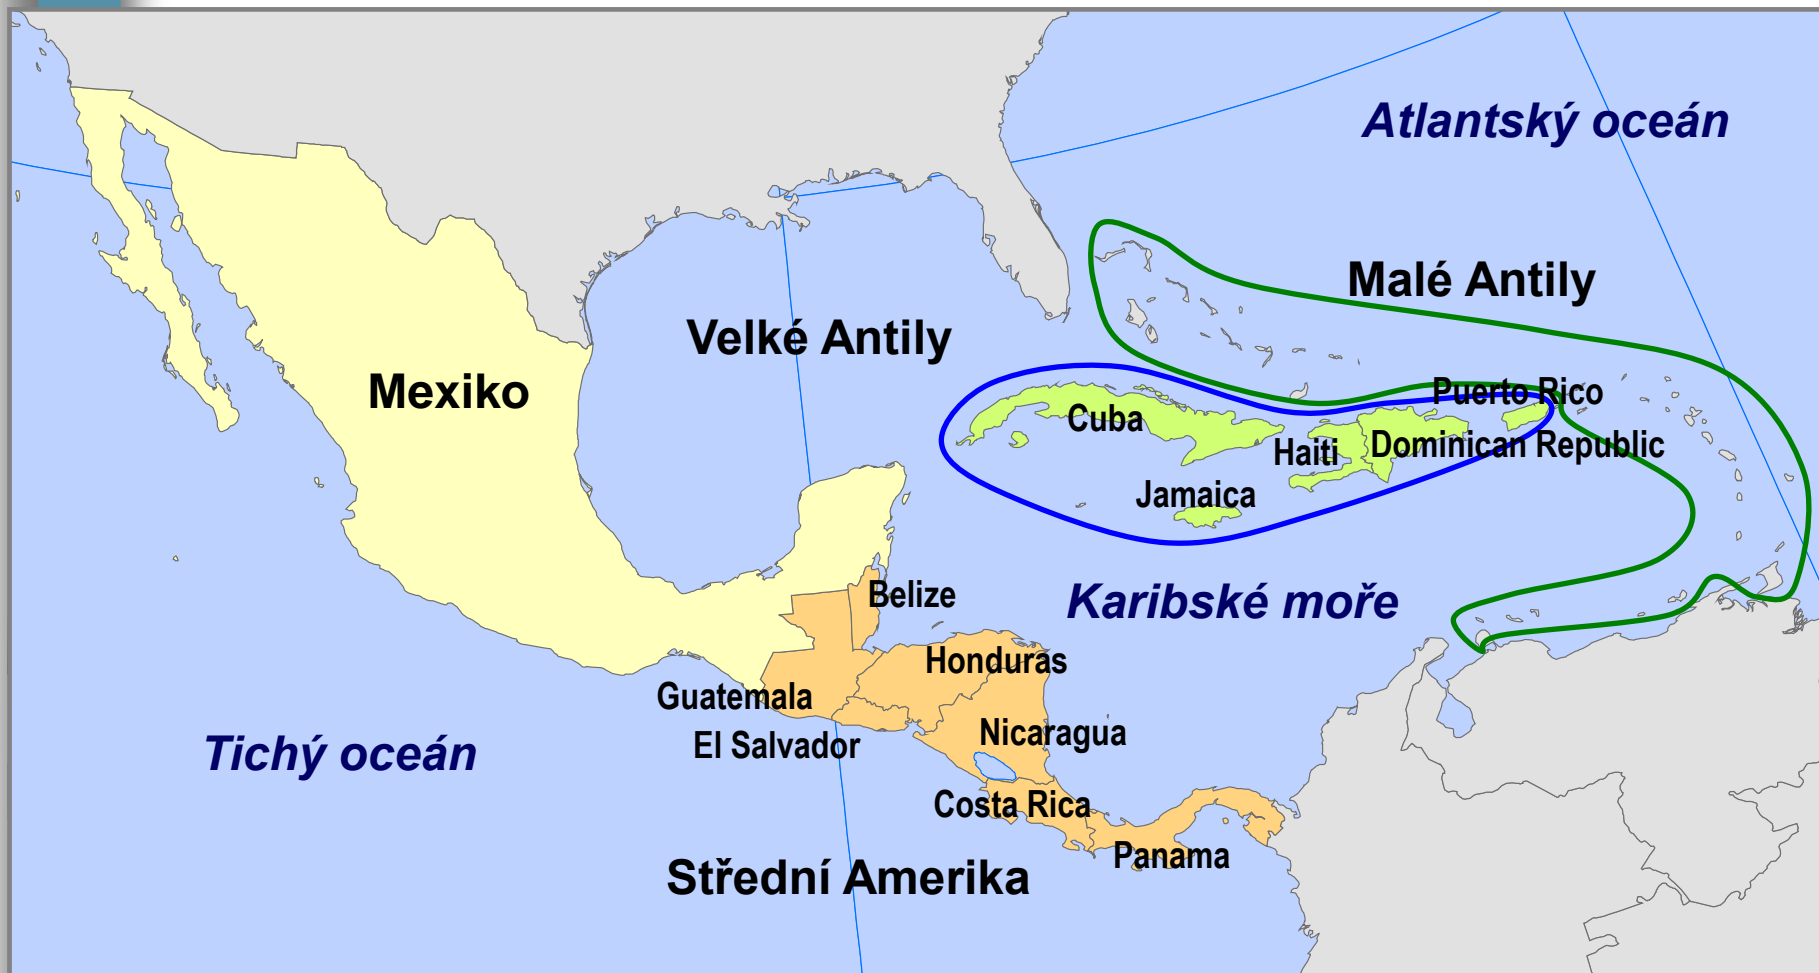 Atlantský oceán
Malé Antily
Velké Antily
Mexiko
Puerto Rico
Cuba
Haiti
Dominican Republic
Jamaica
Belize
Karibské moře
Honduras
Guatemala
Nicaragua
El Salvador
Tichý oceán
Costa Rica
Panama
Střední Amerika